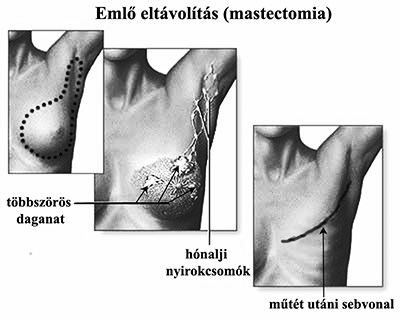 Emlő eltávolítás (mastectomia)
többszörös
daganat
hónalji
nyirokcsomók
műtét utáni sebvonal